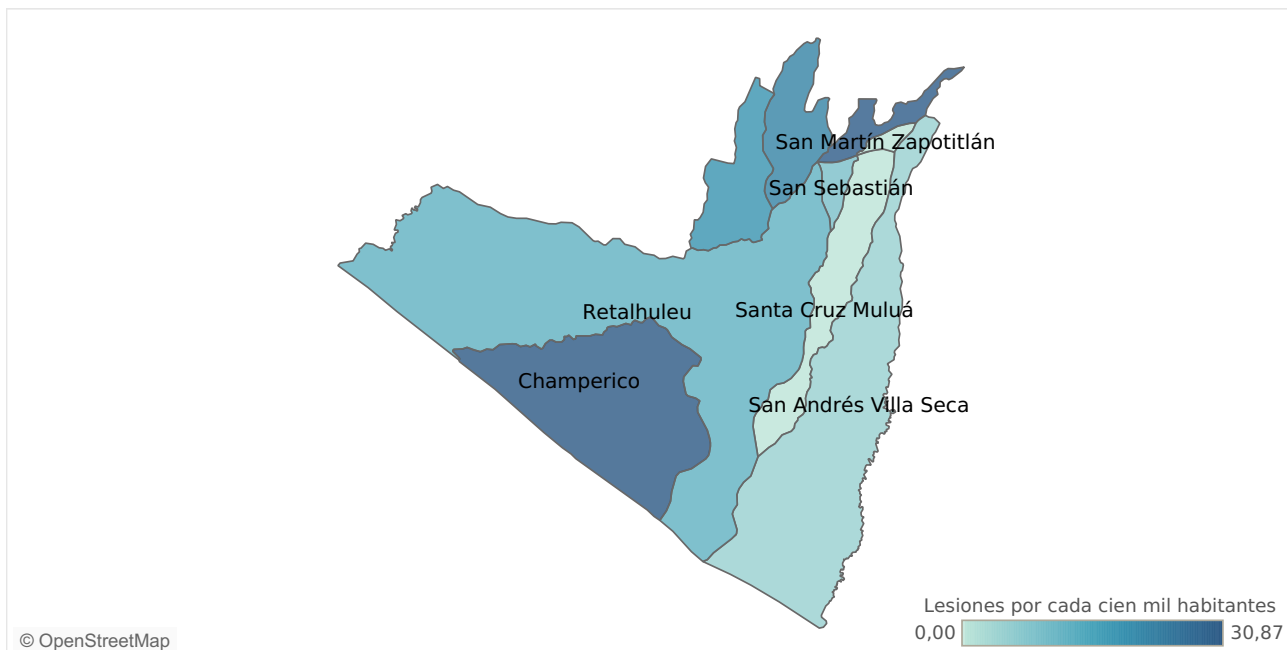 San Martín Zapotitlán
San Sebastián
Retalhuleu
Santa Cruz Muluá
Champerico
San Andrés Villa Seca
Lesiones por cada cien mil habitantes
0,00
30,87
© OpenStreetMap